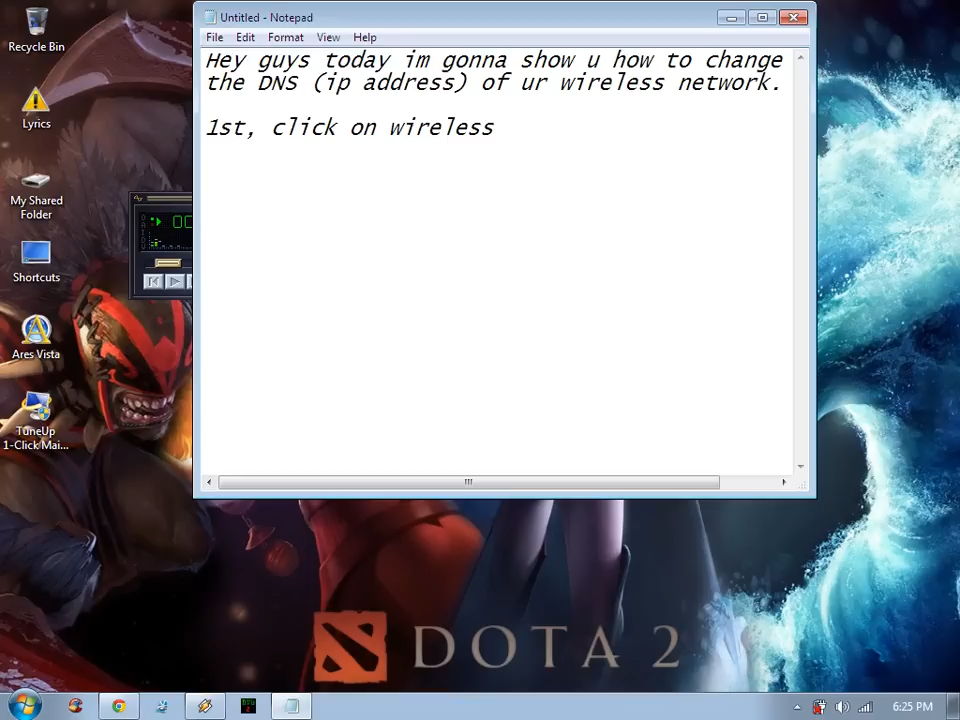 Recycle Bin
Lyrics
My Shared
Folder
Shortcuts
Ares Vista
TuneUp
1-Click Mai...
Untitled - Notepad
File Edit Format View Help
Hey guys today im gonna show u how to change
the DNS (ip address) of ur wireless network.
1st, click on wireless
DOTA 2
6:25 PM